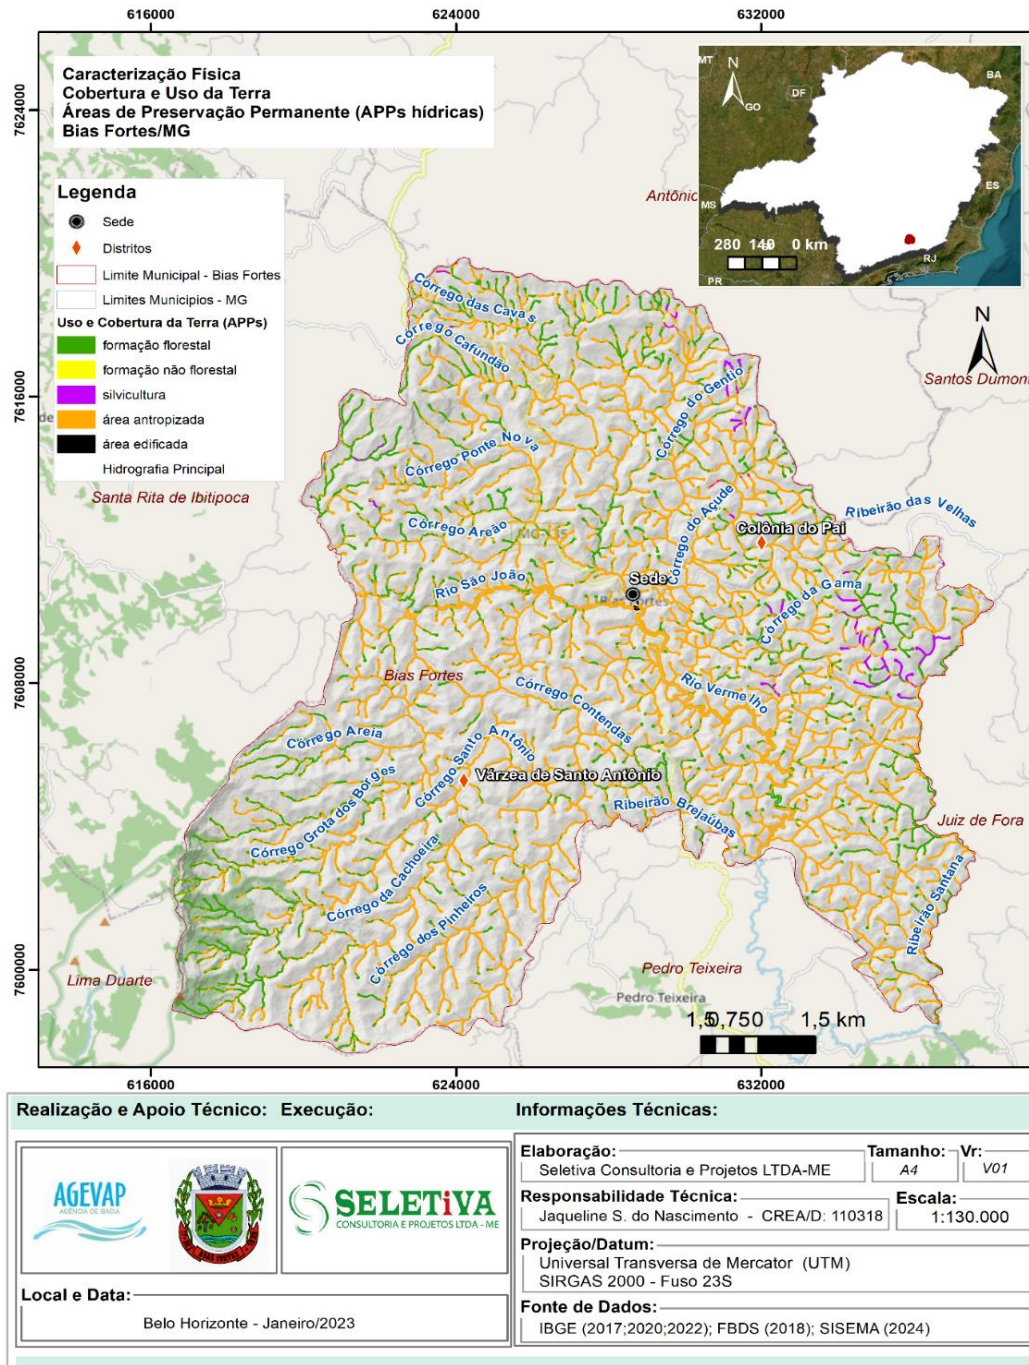 616000
624000
632000
7624000
7616000
7608000
7600000
Caracterização Física
Cobertura e Uso da Terra
Áreas de Preservação Permanente (APPs hídricas)
Bias Fortes/MG
Legenda
Sede
Distritos
Limite Municipal - Bias Fortes
Limites Municipios - MG
Uso e Cobertura da Terra (APPs)
formação florestal
formação não florestal
silvicultura
área antropizada
área edificada
Hidrografia Principal
MT
DF
GO
BA
MS
ES
RJ
PR
N
280 140 0 km
N
Santos Dumont
Santa Rita de Ibitipoca
Córrego das Cavas
Córrego Cafundão
Córrego do Gentio
Córrego Ponte Nova
Córrego Areão
Córrego do Açude
Ribeirão das Velhas
Colônia do Pai
Rio São João
Sede
Bias Fortes
Córrego da Gama
Bias Fortes
Rio Vermelho
Córrego Contendas
Córrego Areia
Córrego Santo Antônio
Várzea de Santo Antônio
Córrego Grota dos Borges
Ribeirão Brejaúbas
Juiz de Fora
Córrego da Cachoeira
Córrego dos Pinheiros
Ribeirão Santana
Lima Duarte
Pedro Teixeira
Pedro Teixeira
1,50,750 1,5 km
616000
624000
632000
Realização e Apoio Técnico: Execução:
Informações Técnicas:
AGEVAP
AGÊNCIA DE BACIA
BIAS FORTES
SELETiVA
CONSULTORIA E PROJETOS LTDA - ME
Local e Data:
Belo Horizonte - Janeiro/2023
Elaboração:
Seletiva Consultoria e Projetos LTDA-ME
Tamanho:
A4
Vr:
V01
Responsabilidade Técnica:
Jaqueline S. do Nascimento - CREA/D: 110318
Escala:
1:130.000
Projeção/Datum:
Universal Transversa de Mercator (UTM)
SIRGAS 2000 - Fuso 23S
Fonte de Dados:
IBGE (2017;2020;2022); FBDS (2018); SISEMA (2024)